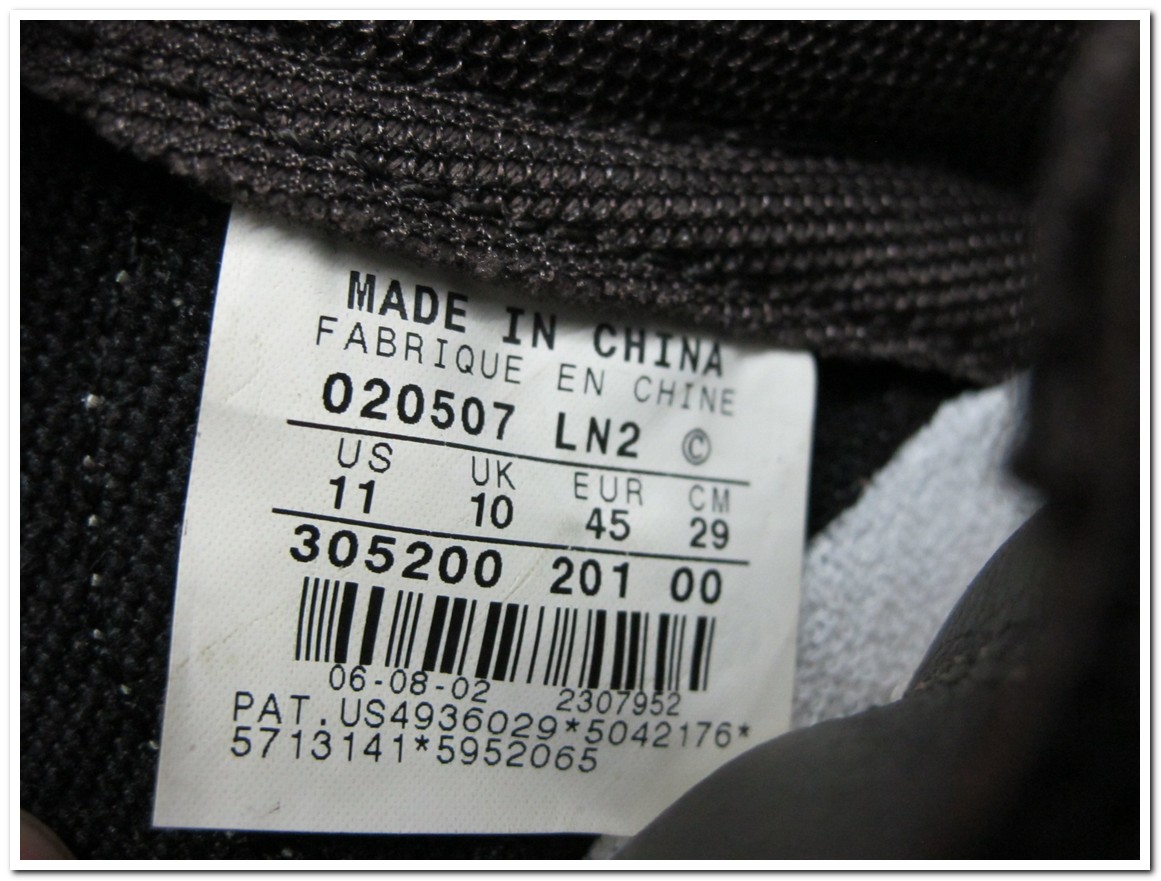 MADE IN CHINA
FABRIQUE EN CHINE
020507 LN2 ©
US UK EUR CM
11 10 45 29
305200 201 00
06-08-02 2307952
PAT.US4936029*5042176*
5713141*5952065